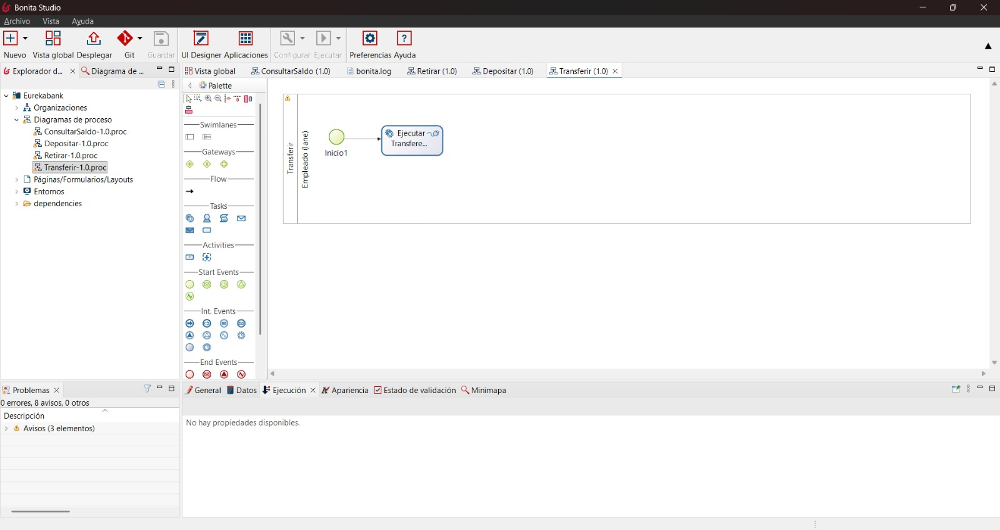 Bonita Studio
Archivo Vista Ayuda
Nuevo Vista global Desplegar Git Guardar UI Designer Aplicaciones Configurar Ejecutar Preferencias Ayuda
Explorador d... Diagrama de ...
Eurekabank
Organizaciones
Diagramas de proceso
ConsultarSaldo-1.0.proc
Depositar-1.0.proc
Retirar-1.0.proc
Transferir-1.0.proc
Páginas/Formularios/Layouts
Entornos
dependencies
Vista global ConsultarSaldo (1.0) bonita.log Retirar (1.0) Depositar (1.0) Transferir (1.0)
Palette
Swimlanes
Gateways
Flow
Tasks
Activities
Start Events
Int. Events
End Events
Transferir
Empleado (lane)
Inicio1
Ejecutar
Transfere...
Problemas
0 errores, 8 avisos, 0 otros
Descripción
Avisos (3 elementos)
General Datos Ejecución Apariencia Estado de validación Minimapa
No hay propiedades disponibles.